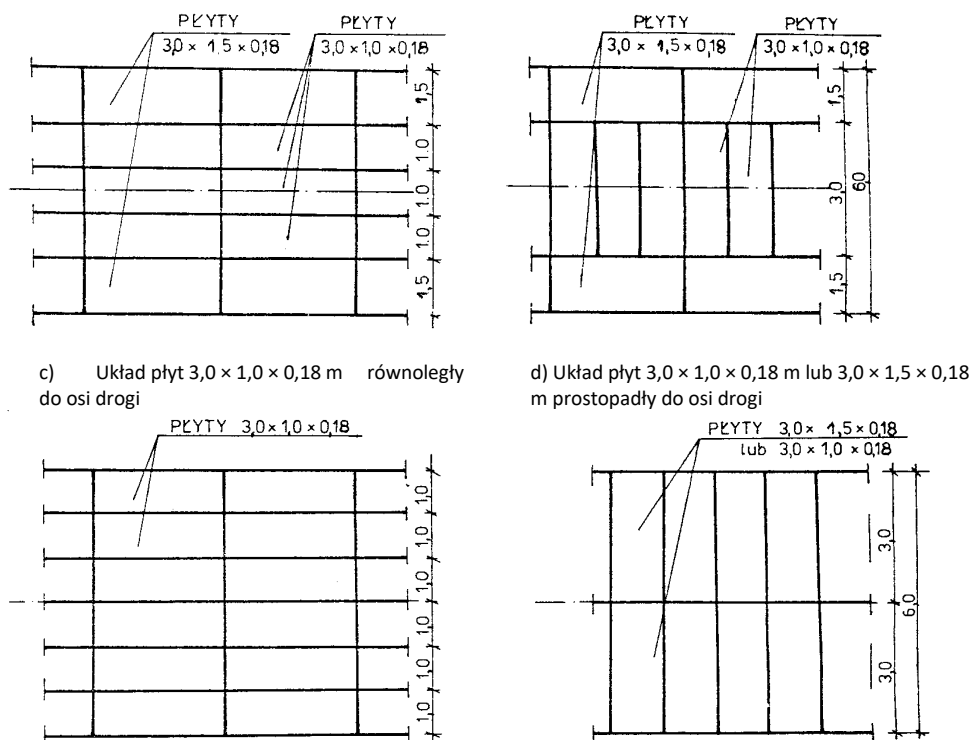 PŁYTY
3,0 × 1,5 × 0,18
PŁYTY
3,0 × 1,0 × 0,18
1,5
1.0
1.0
1.0
1,5
PŁYTY
3,0 × 1,5 × 0,18
PŁYTY
3,0 × 1,0 × 0,18
1,5
3,0
1,5
60
c) Układ płyt 3,0 × 1,0 × 0,18 m równoległy
do osi drogi
d) Układ płyt 3,0 × 1,0 × 0,18 m lub 3,0 × 1,5 × 0,18
m prostopadły do osi drogi
PŁYTY 3,0 × 1,0 × 0,18
1,0
1,0
1,0
1,0
1,0
1,0
PŁYTY 3,0 × 1,5 × 0,18
lub 3,0 × 1,0 × 0,18
3,0
3,0
6,0